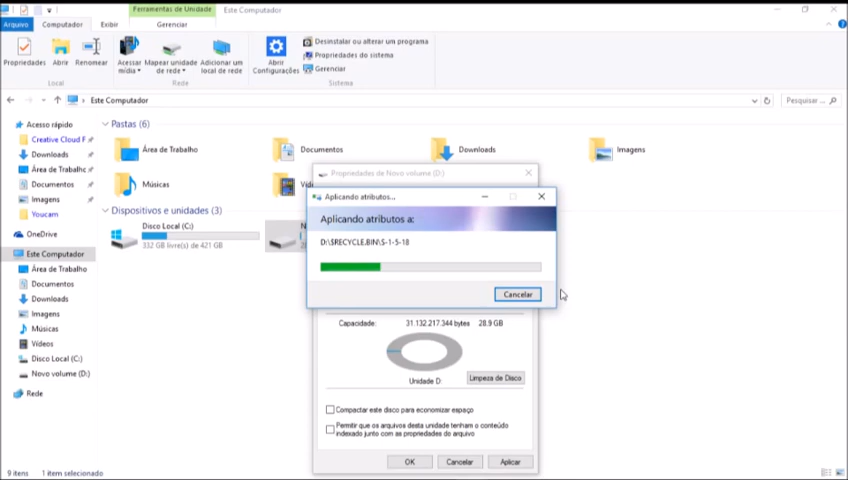 Ferramentas de Unidade
Este Computador
Arquivo
Computador
Exibir
Gerenciar
Propriedades
Abrir
Renomear
Acessar mídia
Mapear unidade de rede
Adicionar um local de rede
Abrir Configurações
Desinstalar ou alterar um programa
Propriedades do sistema
Gerenciar
Local
Rede
Sistema
Este Computador
Pesquisar ...
Acesso rápido
Creative Cloud F
Downloads
Área de Trabalho
Documentos
Imagens
Youcam
OneDrive
Este Computador
Área de Trabalho
Documentos
Downloads
Imagens
Músicas
Vídeos
Disco Local (C:)
Novo volume (D:)
Rede
Pastas (6)
Área de Trabalho
Documentos
Downloads
Imagens
Músicas
Dispositivos e unidades (3)
Disco Local (C:)
332 GB livre(s) de 421 GB
Propriedades de Novo volume (D:)
Aplicando atributos...
Aplicando atributos a:
D:\$RECYCLE.BIN\S-1-5-18
Cancelar
Capacidade: 31.132.217.344 bytes 28.9 GB
Unidade D:
Limpeza de Disco
Compactar este disco para economizar espaço
Permitir que os arquivos desta unidade tenham o conteúdo
indexado junto com as propriedades do arquivo
OK
Cancelar
Aplicar
9 itens
1 item selecionado